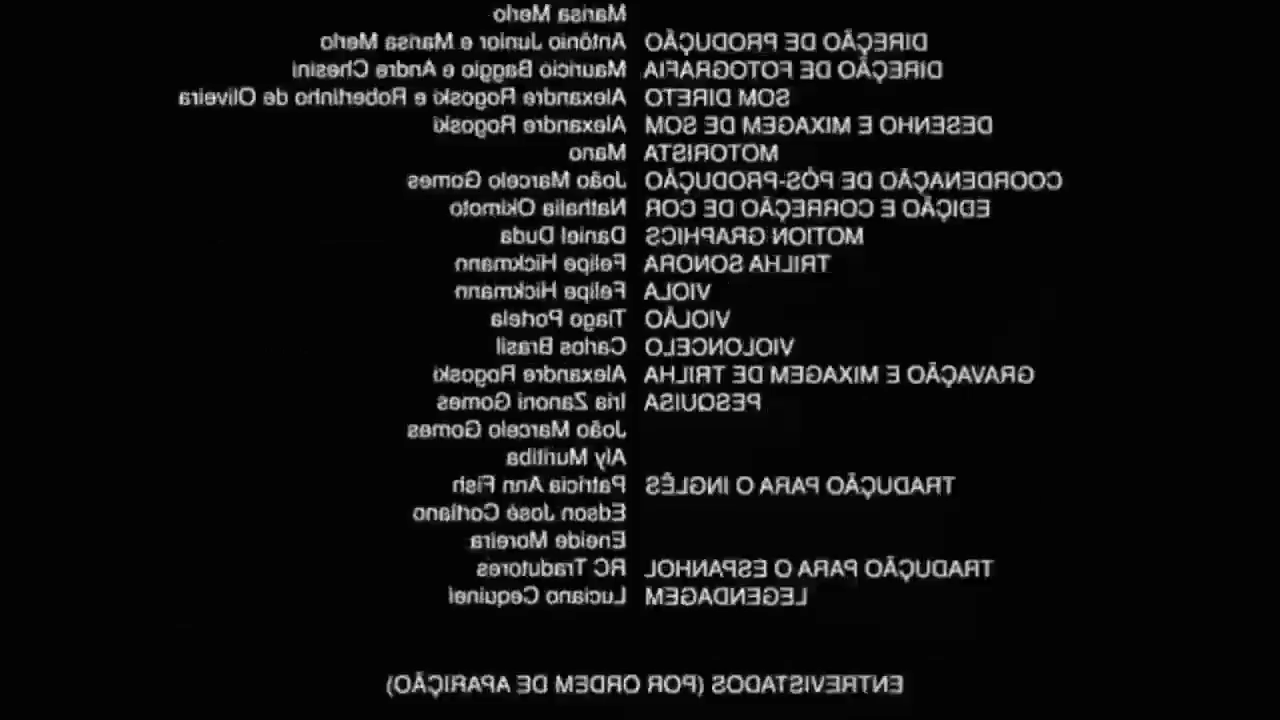 Marisa Merlo
DIREÇÃO DE PRODUÇÃO Antônio Junior e Marisa Merlo
DIREÇÃO DE FOTOGRAFIA Mauricio Baggio e Andre Chesini
SOM DIRETO Alexandre Rogoski e Robertinho de Oliveira
DESENHO E MIXAGEM DE SOM Alexandre Rogoski
MOTORISTA Mano
COORDENAÇÃO DE PÓS-PRODUÇÃO João Marcelo Gomes
EDIÇÃO E CORREÇÃO DE COR Nathalia Okimoto
MOTION GRAPHICS Daniel Duda
TRILHA SONORA Felipe Hickmann
VIOLA Felipe Hickmann
VIOLÃO Tiago Portela
VIOLONCELO Carlos Brasil
GRAVAÇÃO E MIXAGEM DE TRILHA Alexandre Rogoski
PESQUISA Iria Zanoni Gomes
João Marcelo Gomes
Aly Muritiba
TRADUÇÃO PARA O INGLÊS Patricia Ann Fish
Edson José Cortiano
Eneide Moreira
TRADUÇÃO PARA O ESPANHOL RC Tradutores
LEGENDAGEM Luciano Cequinel
ENTREVISTADOS (POR ORDEM DE APARIÇÃO)